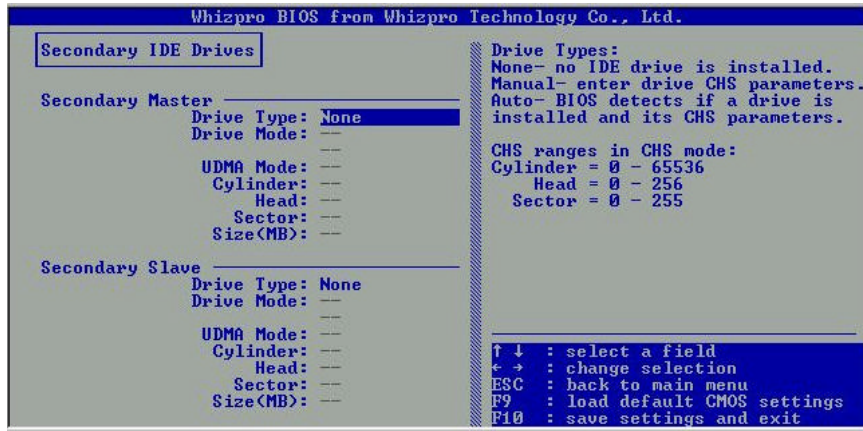 Whizpro BIOS from Whizpro Technology Co., Ltd.
Secondary IDE Drives
Secondary Master
Drive Type: None
Drive Mode: --
--
UDMA Mode: --
Cylinder: --
Head: --
Sector: --
Size(MB): --
Secondary Slave
Drive Type: None
Drive Mode: --
--
UDMA Mode: --
Cylinder: --
Head: --
Sector: --
Size(MB): --
Drive Types:
None- no IDE drive is installed.
Manual- enter drive CHS parameters.
Auto- BIOS detects if a drive is
installed and its CHS parameters.
CHS ranges in CHS mode:
Cylinder = 0 - 65536
Head = 0 - 256
Sector = 0 - 255
↑ ↓ : select a field
← → : change selection
ESC : back to main menu
F9 : load default CMOS settings
F10 : save settings and exit